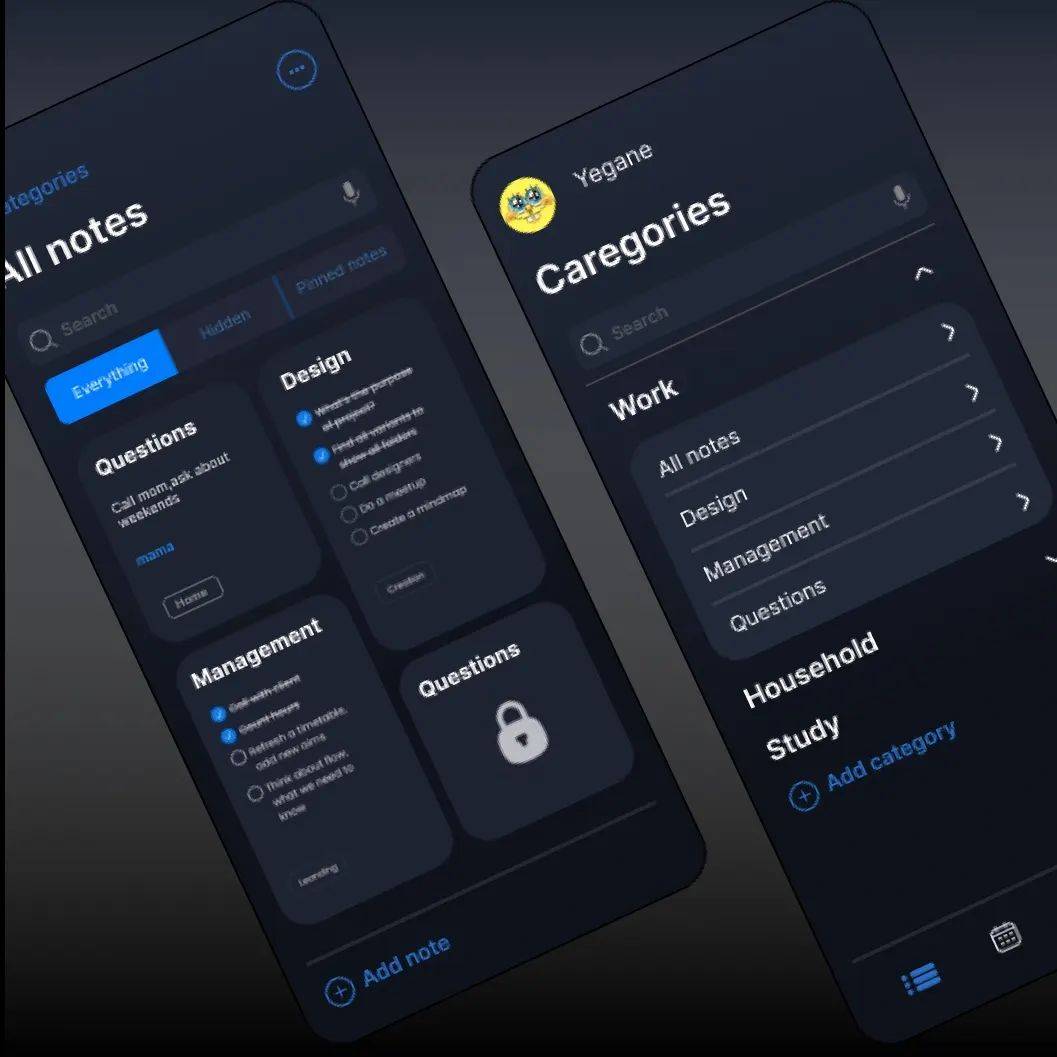 ategories
All notes
Search
Everything
Hidden
Pinned notes
Questions
Call mom,ask about
weekends
mama
Home
Design
What's the purpose
of project?
Find all variants to
show all folders
Call designers
Do a meetup
Create a mindmap
Creation
Management
Call with client
Count hours
Refresh a timetable,
add new aims
Think about flow,
what we need to
know
Leanding
Questions
Add note
Yegane
Caregories
Search
Work
All notes
Design
Management
Questions
Household
Study
Add category